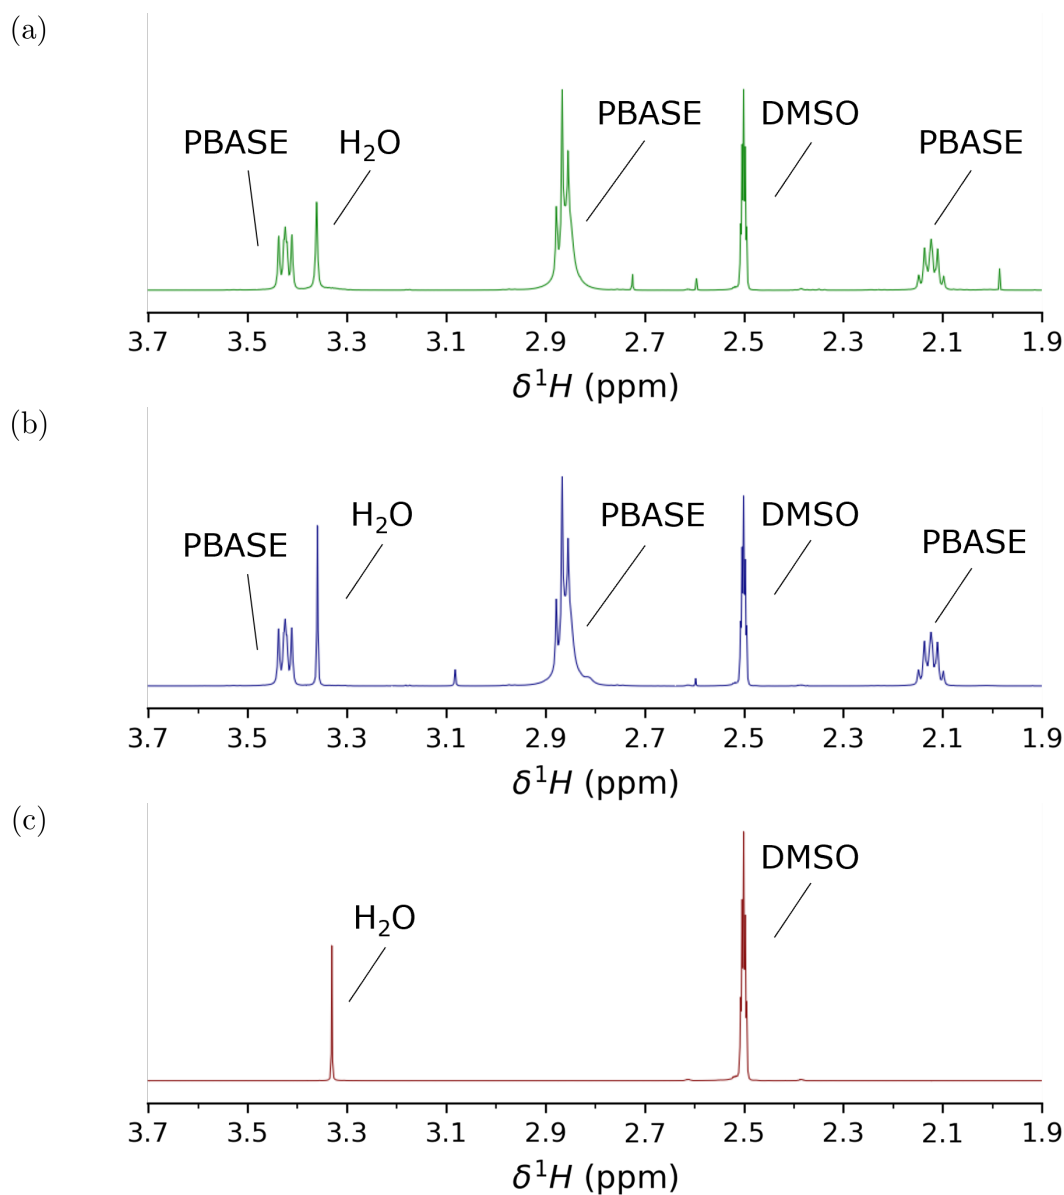 (a)
PBASE H₂O PBASE DMSO PBASE
3.7 3.5 3.3 3.1 2.9 2.7 2.5 2.3 2.1 1.9
δ¹H (ppm)
(b)
PBASE H₂O PBASE DMSO PBASE
3.7 3.5 3.3 3.1 2.9 2.7 2.5 2.3 2.1 1.9
δ¹H (ppm)
(c)
H₂O DMSO
3.7 3.5 3.3 3.1 2.9 2.7 2.5 2.3 2.1 1.9
δ¹H (ppm)